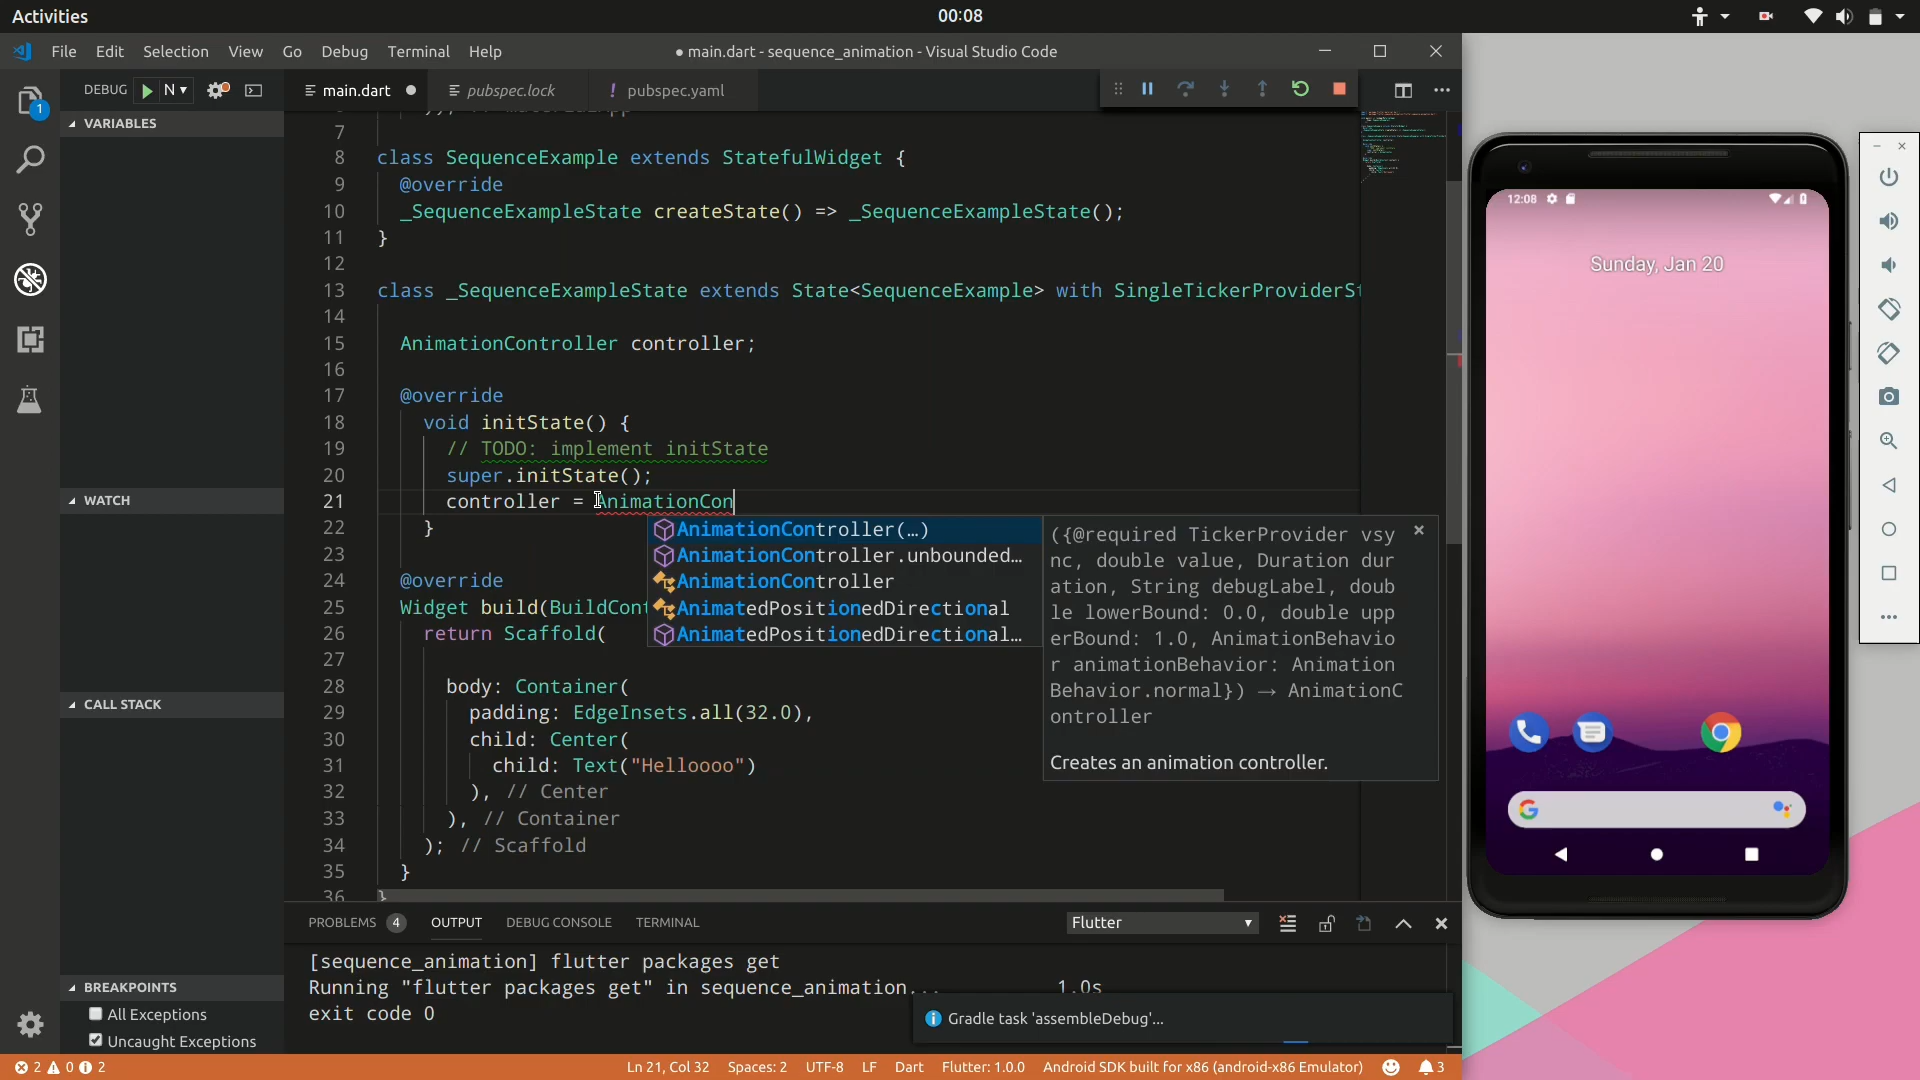 Activities
00:08
File Edit Selection View Go Debug Terminal Help
● main.dart - sequence_animation - Visual Studio Code
DEBUG N
main.dart
pubspec.lock
! pubspec.yaml
1
VARIABLES
WATCH
CALL STACK
BREAKPOINTS
All Exceptions
Uncaught Exceptions
7
8 class SequenceExample extends StatefulWidget {
9 @override
10 _SequenceExampleState createState() => _SequenceExampleState();
11 }
12
13 class _SequenceExampleState extends State<SequenceExample> with SingleTickerProviderSt
14
15 AnimationController controller;
16
17 @override
18 void initState() {
19 // TODO: implement initState
20 super.initState();
21 controller = AnimationCon
22 }
23
24 @override
25 Widget build(BuildCont
26 return Scaffold(
27
28 body: Container(
29 padding: EdgeInsets.all(32.0),
30 child: Center(
31 child: Text("Helloooo")
32 ), // Center
33 ), // Container
34 ); // Scaffold
35 }
36 }
AnimationController(…)
AnimationController.unbounded…
AnimationController
AnimatedPositionedDirectional
AnimatedPositionedDirectional…
({@required TickerProvider vsy
nc, double value, Duration dur
ation, String debugLabel, doub
le lowerBound: 0.0, double upp
erBound: 1.0, AnimationBehavio
r animationBehavior: Animation
Behavior.normal}) → AnimationC
ontroller
Creates an animation controller.
PROBLEMS 4 OUTPUT DEBUG CONSOLE TERMINAL
Flutter
[sequence_animation] flutter packages get
Running "flutter packages get" in sequence_animation... 1.0s
exit code 0
Gradle task 'assembleDebug'...
2 0 2
Ln 21, Col 32 Spaces: 2 UTF-8 LF Dart Flutter: 1.0.0 Android SDK built for x86 (android-x86 Emulator) 3
12:08
Sunday, Jan 20